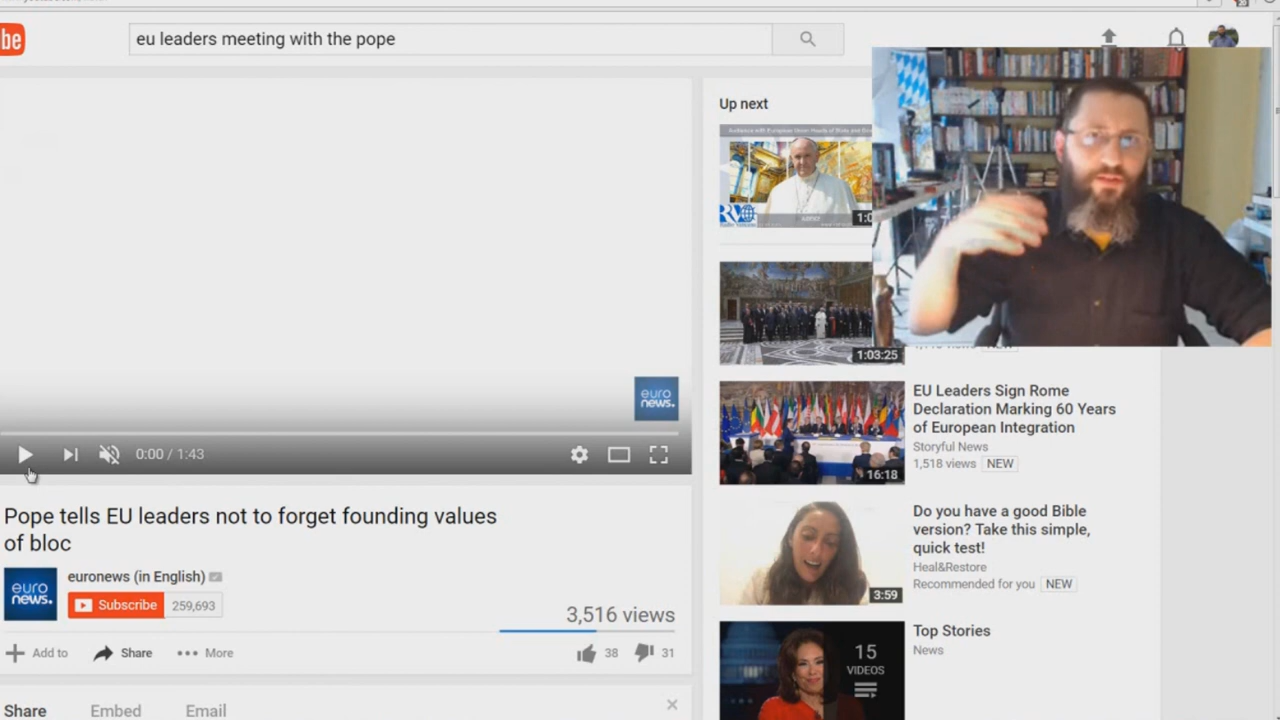 be
eu leaders meeting with the pope
Up next
euro
news.
0:00 / 1:43
1:03:25
EU Leaders Sign Rome
Declaration Marking 60 Years
of European Integration
Storyful News
1,518 views NEW
16:18
Do you have a good Bible
version? Take this simple,
quick test!
Heal&Restore
Recommended for you NEW
3:59
Top Stories
News
15
VIDEOS
Pope tells EU leaders not to forget founding values
of bloc
euro
news.
euronews (in English)
Subscribe 259,693
3,516 views
Add to Share More 38 31
Share Embed Email